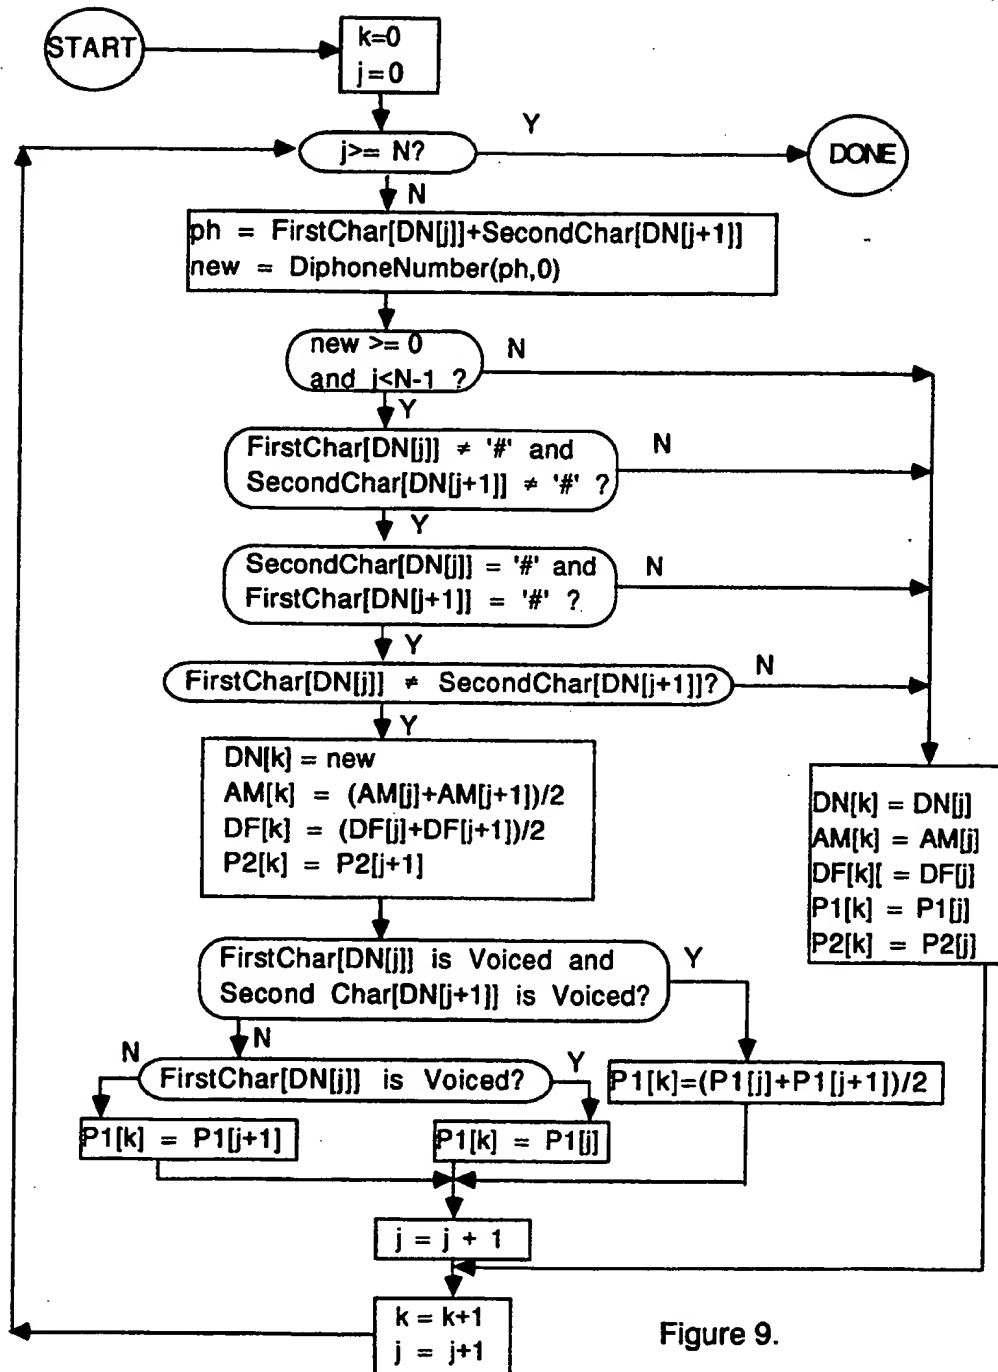 START
k=0
j=0
j>= N?
Y
DONE
N
ph = FirstChar[DN[j]]+SecondChar[DN[j+1]]
new = DiphoneNumber(ph,0)
new >= 0
and j<N-1 ?
N
Y
FirstChar[DN[j]] ≠ '#' and
SecondChar[DN[j+1]] ≠ '#' ?
N
Y
SecondChar[DN[j]] = '#' and
FirstChar[DN[j+1]] = '#' ?
N
Y
FirstChar[DN[j]] ≠ SecondChar[DN[j+1]]?
N
Y
DN[k] = new
AM[k] = (AM[j]+AM[j+1])/2
DF[k] = (DF[j]+DF[j+1])/2
P2[k] = P2[j+1]
DN[k] = DN[j]
AM[k] = AM[j]
DF[k][ = DF[j]
P1[k] = P1[j]
P2[k] = P2[j]
FirstChar[DN[j]] is Voiced and
Second Char[DN[j+1]] is Voiced?
Y
N
N
FirstChar[DN[j]] is Voiced?
Y
P1[k]=(P1[j]+P1[j+1])/2
P1[k] = P1[j+1]
P1[k] = P1[j]
j = j + 1
k = k+1
j = j+1
Figure 9.